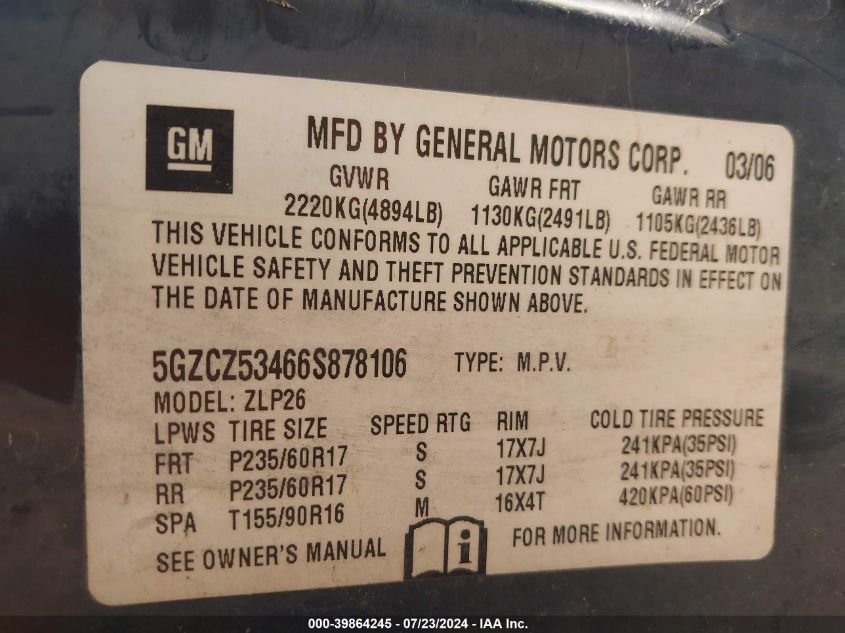 GM
MFD BY GENERAL MOTORS CORP. 03/06
GVWR GAWR FRT GAWR RR
2220KG(4894LB) 1130KG(2491LB) 1105KG(2436LB)
THIS VEHICLE CONFORMS TO ALL APPLICABLE U.S. FEDERAL MOTOR
VEHICLE SAFETY AND THEFT PREVENTION STANDARDS IN EFFECT ON
THE DATE OF MANUFACTURE SHOWN ABOVE.
5GZCZ53466S878106 TYPE: M.P.V.
MODEL: ZLP26
LPWS TIRE SIZE SPEED RTG RIM COLD TIRE PRESSURE
FRT P235/60R17 S 17X7J 241KPA(35PSI)
RR P235/60R17 S 17X7J 241KPA(35PSI)
SPA T155/90R16 M 16X4T 420KPA(60PSI)
SEE OWNER'S MANUAL i FOR MORE INFORMATION.
000-39864245 / 07/23/2024 - IAA Inc.